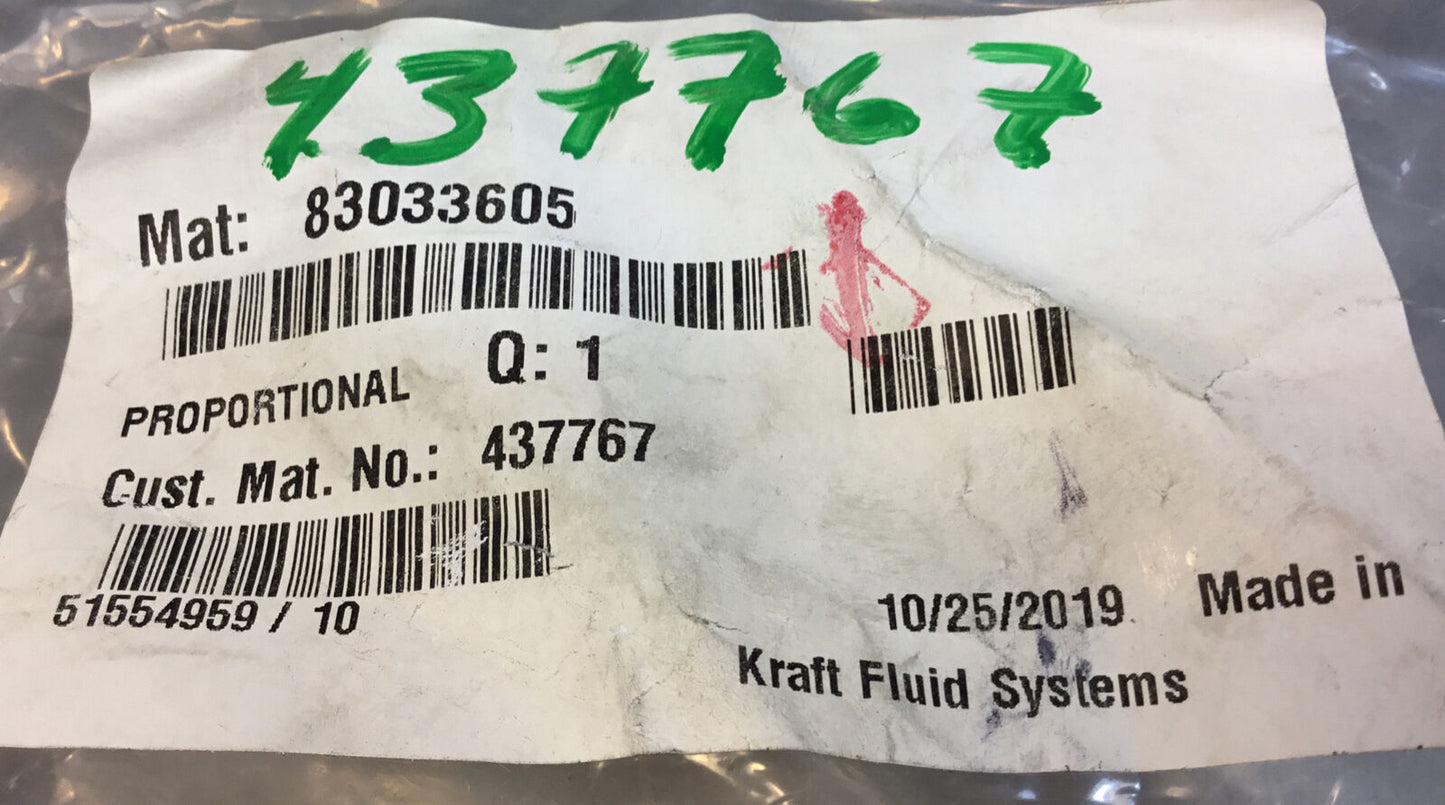 437767
Mat: 83033605
Q: 1
PROPORTIONAL
Cust. Mat. No.: 437767
51554959 / 10
10/25/2019 Made in
Kraft Fluid Systems